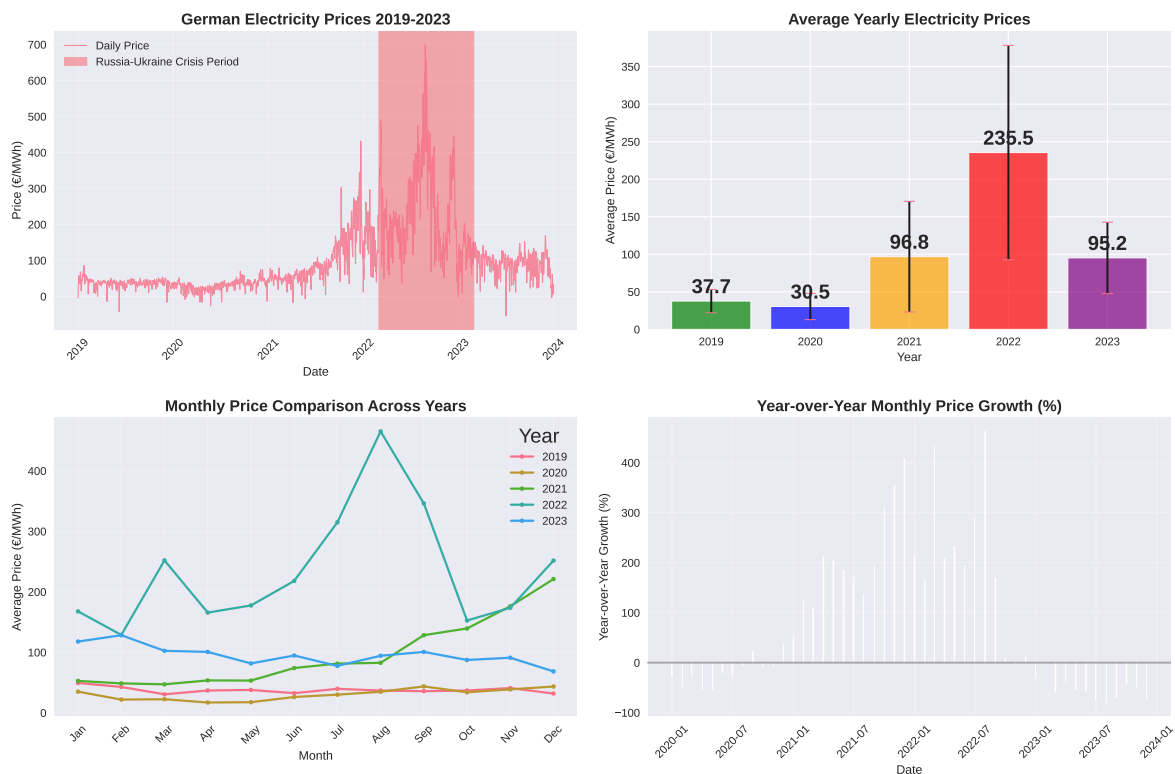 German Electricity Prices 2019-2023
Price (€/MWh)
700
600
500
400
300
200
100
0
Daily Price
Russia-Ukraine Crisis Period
2019
2020
2021
2022
2023
2024
Date
Average Yearly Electricity Prices
Average Price (€/MWh)
350
300
250
200
150
100
50
0
37.7
30.5
96.8
235.5
95.2
2019
2020
2021
2022
2023
Year
Monthly Price Comparison Across Years
Average Price (€/MWh)
400
300
200
100
0
Year
2019
2020
2021
2022
2023
Jan
Feb
Mar
Apr
May
Jun
Jul
Aug
Sep
Oct
Nov
Dec
Month
Year-over-Year Monthly Price Growth (%)
Year-over-Year Growth (%)
400
300
200
100
0
−100
2020-01
2020-07
2021-01
2021-07
2022-01
2022-07
2023-01
2023-07
2024-01
Date